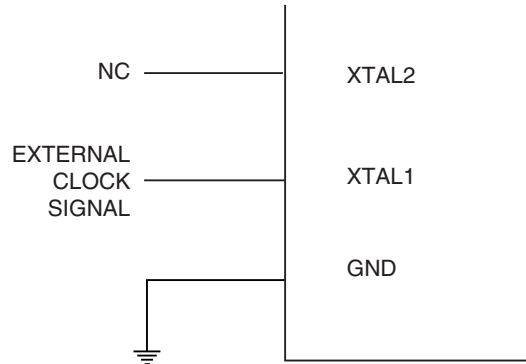 NC
XTAL2
EXTERNAL
CLOCK
SIGNAL
XTAL1
GND